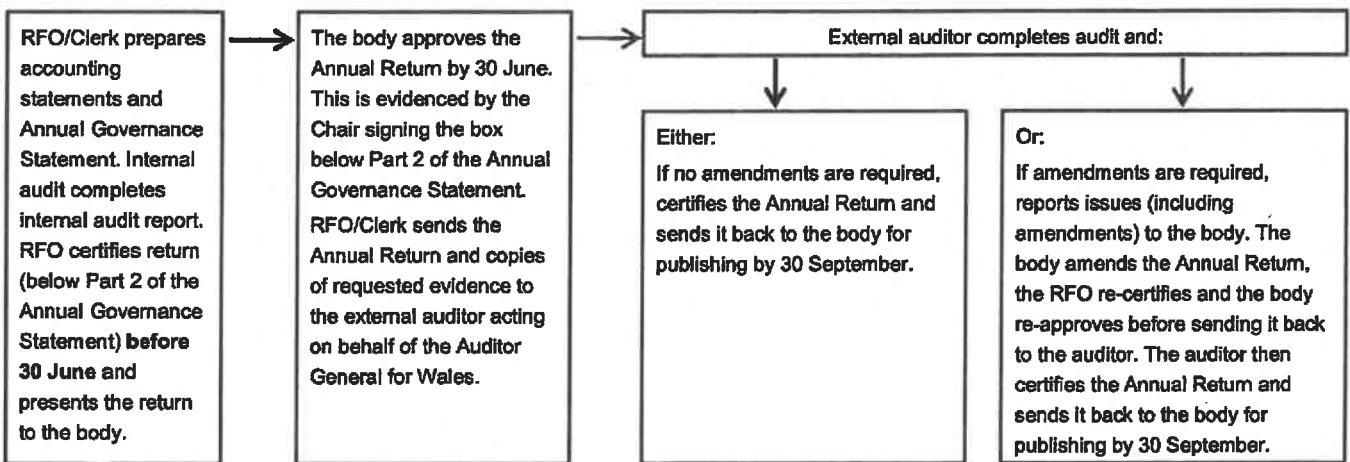 RFO/Clerk prepares
accounting
statements and
Annual Governance
Statement. Internal
audit completes
internal audit report.
RFO certifies return
(below Part 2 of the
Annual Governance
Statement) before
30 June and
presents the return
to the body.
The body approves the
Annual Return by 30 June.
This is evidenced by the
Chair signing the box
below Part 2 of the Annual
Governance Statement.
RFO/Clerk sends the
Annual Return and copies
of requested evidence to
the external auditor acting
on behalf of the Auditor
General for Wales.
External auditor completes audit and:
Either:
If no amendments are required,
certifies the Annual Return and
sends it back to the body for
publishing by 30 September.
Or:
If amendments are required,
reports issues (including
amendments) to the body. The
body amends the Annual Return,
the RFO re-certifies and the body
re-approves before sending it back
to the auditor. The auditor then
certifies the Annual Return and
sends it back to the body for
publishing by 30 September.